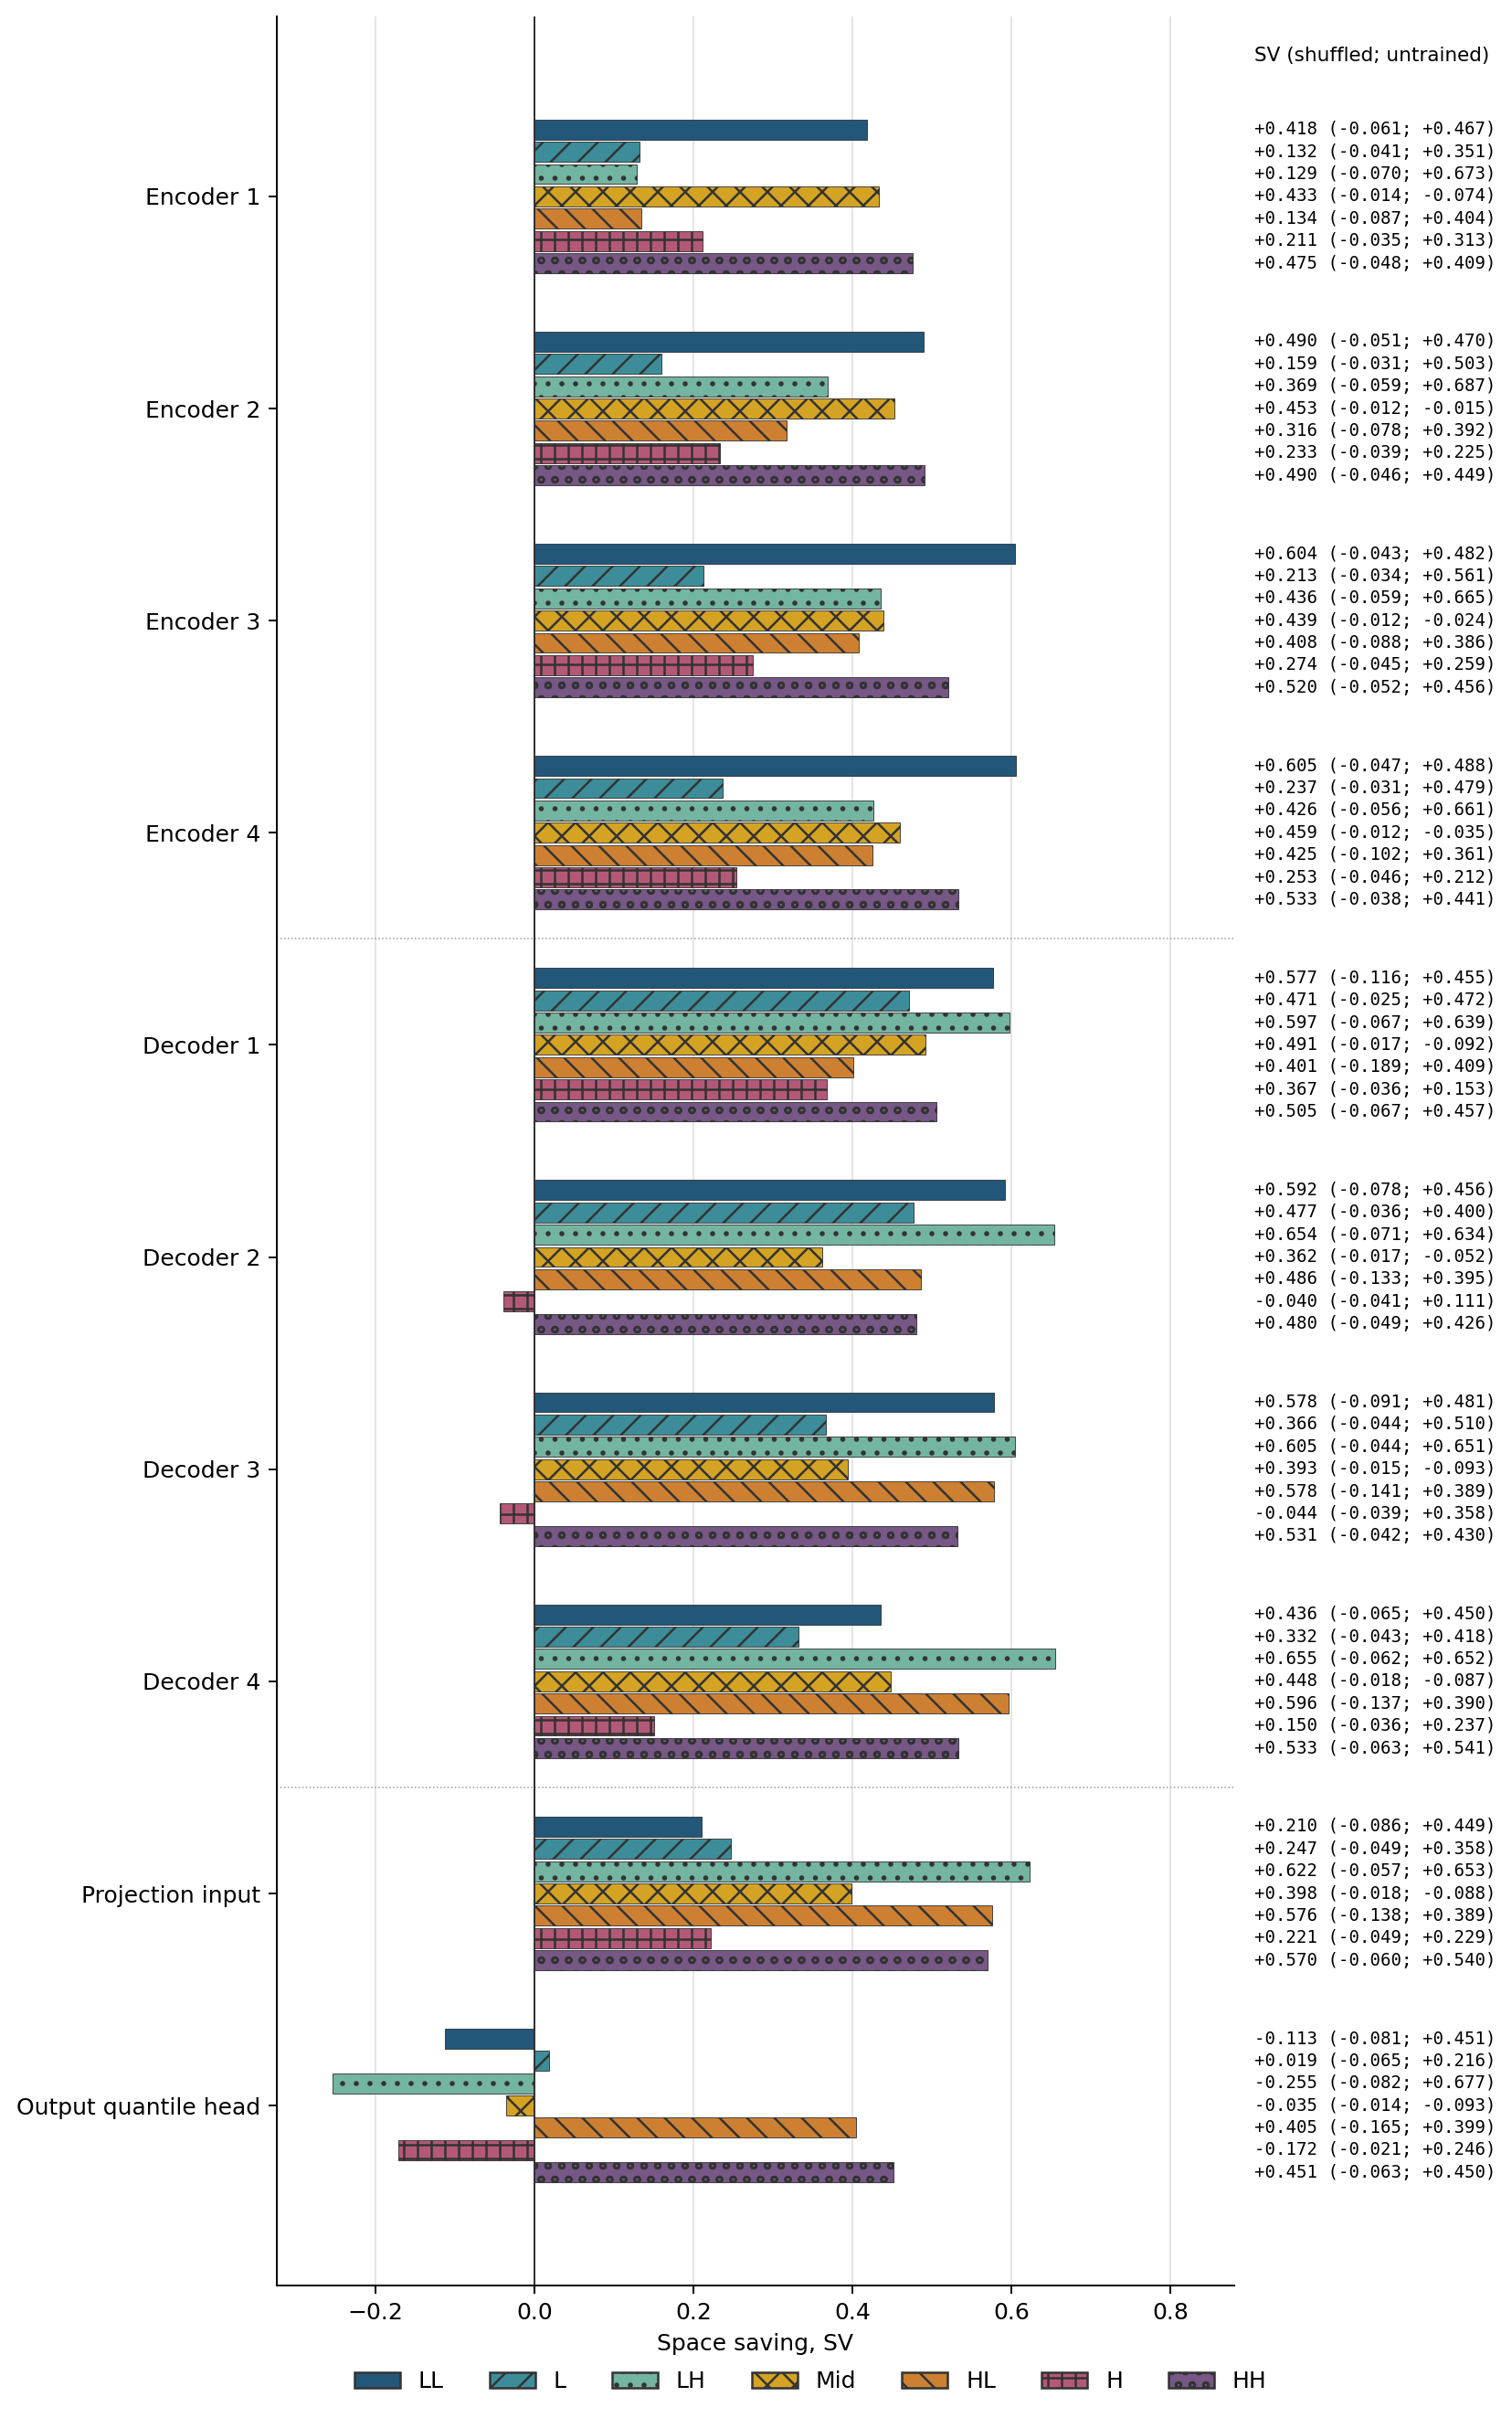 SV (shuffled; untrained)
Encoder 1
+0.418 (-0.061; +0.467)
+0.132 (-0.041; +0.351)
+0.129 (-0.070; +0.673)
+0.433 (-0.014; -0.074)
+0.134 (-0.087; +0.404)
+0.211 (-0.035; +0.313)
+0.475 (-0.048; +0.409)
Encoder 2
+0.490 (-0.051; +0.470)
+0.159 (-0.031; +0.503)
+0.369 (-0.059; +0.687)
+0.453 (-0.012; -0.015)
+0.316 (-0.078; +0.392)
+0.233 (-0.039; +0.225)
+0.490 (-0.046; +0.449)
Encoder 3
+0.604 (-0.043; +0.482)
+0.213 (-0.034; +0.561)
+0.436 (-0.059; +0.665)
+0.439 (-0.012; -0.024)
+0.408 (-0.088; +0.386)
+0.274 (-0.045; +0.259)
+0.520 (-0.052; +0.456)
Encoder 4
+0.605 (-0.047; +0.488)
+0.237 (-0.031; +0.479)
+0.426 (-0.056; +0.661)
+0.459 (-0.012; -0.035)
+0.425 (-0.102; +0.361)
+0.253 (-0.046; +0.212)
+0.533 (-0.038; +0.441)
Decoder 1
+0.577 (-0.116; +0.455)
+0.471 (-0.025; +0.472)
+0.597 (-0.067; +0.639)
+0.491 (-0.017; -0.092)
+0.401 (-0.189; +0.409)
+0.367 (-0.036; +0.153)
+0.505 (-0.067; +0.457)
Decoder 2
+0.592 (-0.078; +0.456)
+0.477 (-0.036; +0.400)
+0.654 (-0.071; +0.634)
+0.362 (-0.017; -0.052)
+0.486 (-0.133; +0.395)
-0.040 (-0.041; +0.111)
+0.480 (-0.049; +0.426)
Decoder 3
+0.578 (-0.091; +0.481)
+0.366 (-0.044; +0.510)
+0.605 (-0.044; +0.651)
+0.393 (-0.015; -0.093)
+0.578 (-0.141; +0.389)
-0.044 (-0.039; +0.358)
+0.531 (-0.042; +0.430)
Decoder 4
+0.436 (-0.065; +0.450)
+0.332 (-0.043; +0.418)
+0.655 (-0.062; +0.652)
+0.448 (-0.018; -0.087)
+0.596 (-0.137; +0.390)
+0.150 (-0.036; +0.237)
+0.533 (-0.063; +0.541)
Projection input
+0.210 (-0.086; +0.449)
+0.247 (-0.049; +0.358)
+0.622 (-0.057; +0.653)
+0.398 (-0.018; -0.088)
+0.576 (-0.138; +0.389)
+0.221 (-0.049; +0.229)
+0.570 (-0.060; +0.540)
Output quantile head
-0.113 (-0.081; +0.451)
+0.019 (-0.065; +0.216)
-0.255 (-0.082; +0.677)
-0.035 (-0.014; -0.093)
+0.405 (-0.165; +0.399)
-0.172 (-0.021; +0.246)
+0.451 (-0.063; +0.450)
−0.2 0.0 0.2 0.4 0.6 0.8
Space saving, SV
LL L LH Mid HL H HH